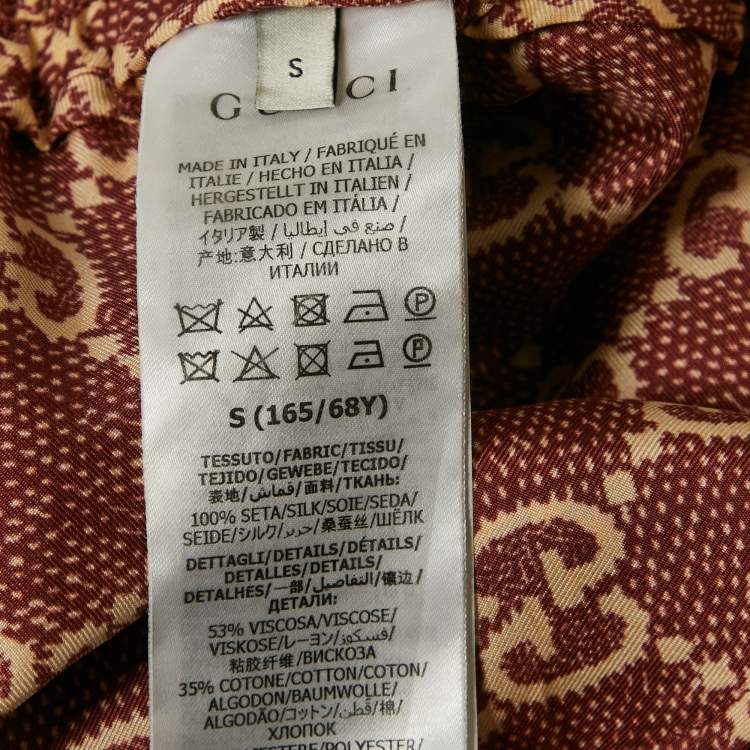 S
GUCCI
MADE IN ITALY / FABRIQUÉ EN
ITALIE / HECHO EN ITALIA /
HERGESTELLT IN ITALIEN /
FABRICADO EM ITÁLIA /
イタリア製 / صنع في إيطاليا /
产地:意大利 / СДЕЛАНО В
ИТАЛИИ
P
P
S (165/68Y)
TESSUTO/FABRIC/TISSU/
TEJIDO/GEWEBE/TECIDO/
表地/قماش/面料/ТКАНЬ:
100% SETA/SILK/SOIE/SEDA/
SEIDE/シルク/حرير/桑蚕丝/ШЁЛК
DETTAGLI/DETAILS/DÉTAILS/
DETALLES/DETAILS/
DETALHES/一部/التفاصيل/镶边/
ДЕТАЛИ:
53% VISCOSA/VISCOSE/
VISKOSE/レーヨン/فسكوز/
粘胶纤维/ВИСКОЗА
35% COTONE/COTTON/COTON/
ALGODON/BAUMWOLLE/
ALGODÃO/コットン/قطن/棉/
ХЛОПОК
POLYESTER/